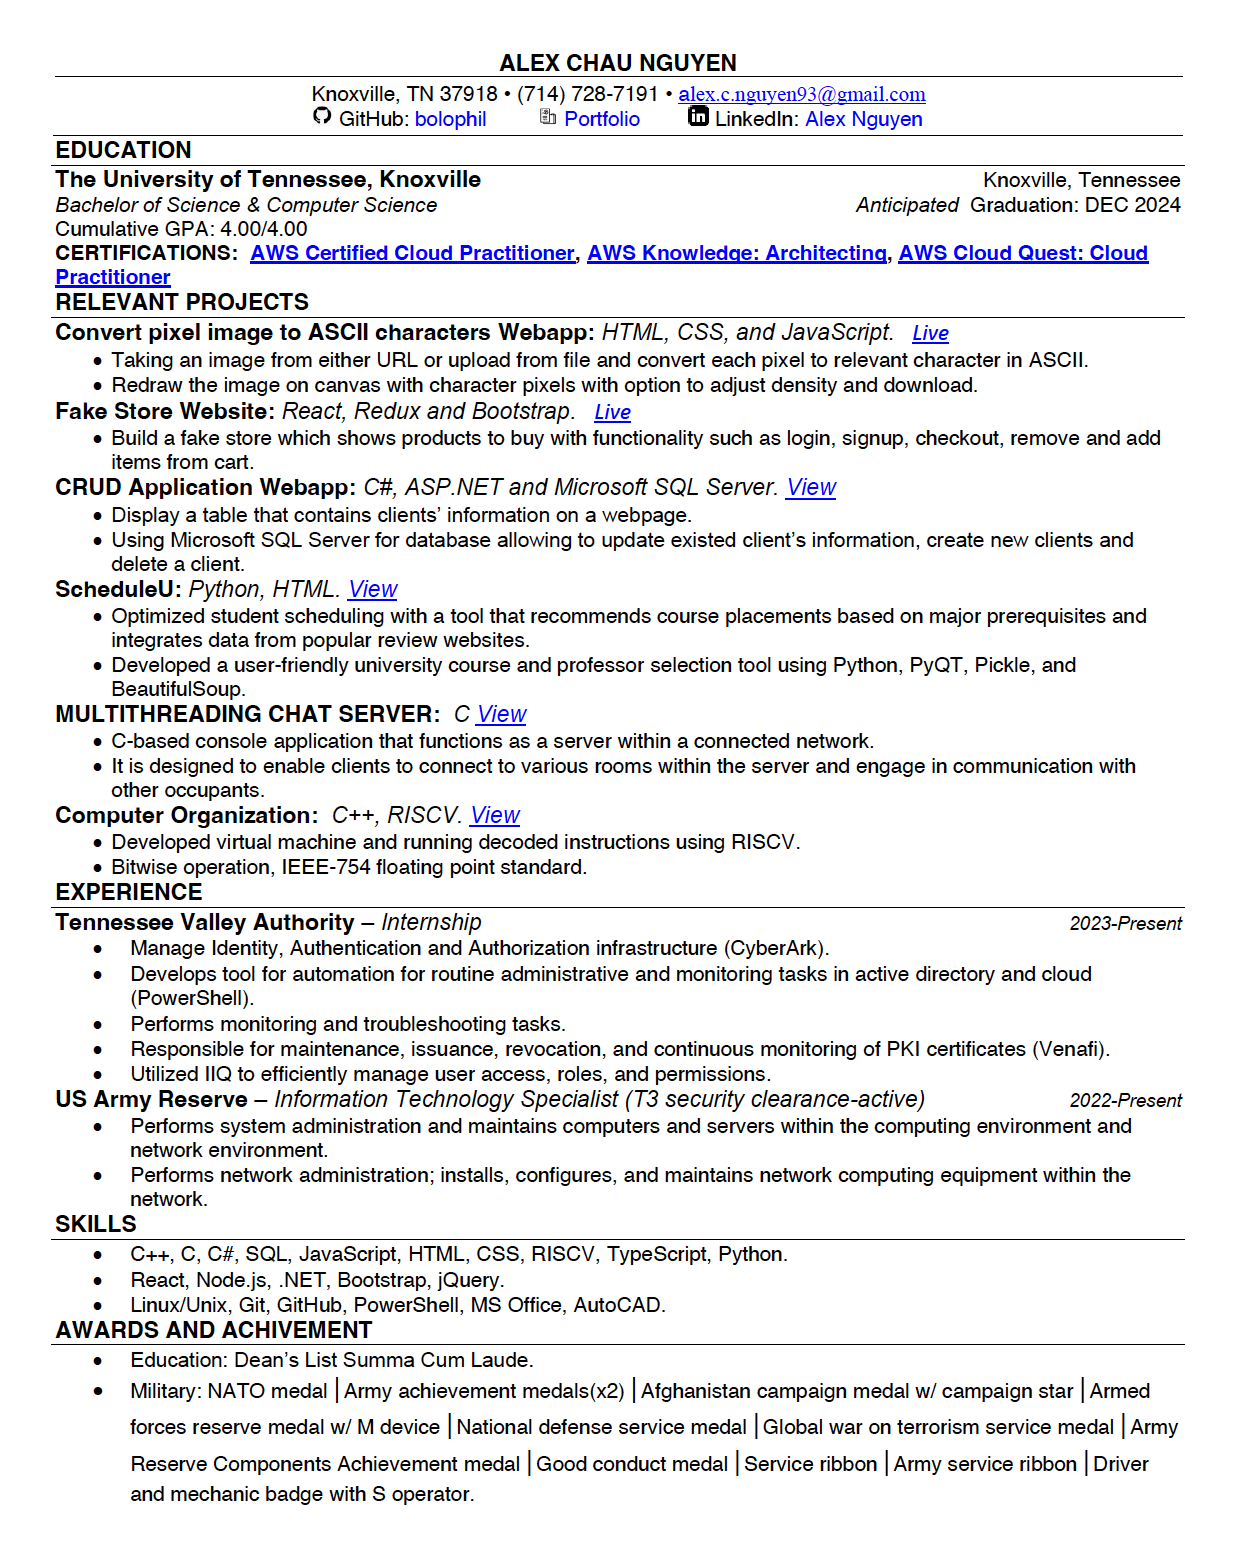 ALEX CHAU NGUYEN
Knoxville, TN 37918 • (714) 728-7191 • alex.c.nguyen93@gmail.com
GitHub: bolophil Portfolio LinkedIn: Alex Nguyen
EDUCATION
The University of Tennessee, Knoxville Knoxville, Tennessee
Bachelor of Science & Computer Science Anticipated Graduation: DEC 2024
Cumulative GPA: 4.00/4.00
CERTIFICATIONS: AWS Certified Cloud Practitioner, AWS Knowledge: Architecting, AWS Cloud Quest: Cloud
Practitioner
RELEVANT PROJECTS
Convert pixel image to ASCII characters Webapp: HTML, CSS, and JavaScript. Live
• Taking an image from either URL or upload from file and convert each pixel to relevant character in ASCII.
• Redraw the image on canvas with character pixels with option to adjust density and download.
Fake Store Website: React, Redux and Bootstrap. Live
• Build a fake store which shows products to buy with functionality such as login, signup, checkout, remove and add
items from cart.
CRUD Application Webapp: C#, ASP.NET and Microsoft SQL Server. View
• Display a table that contains clients’ information on a webpage.
• Using Microsoft SQL Server for database allowing to update existed client’s information, create new clients and
delete a client.
ScheduleU: Python, HTML. View
• Optimized student scheduling with a tool that recommends course placements based on major prerequisites and
integrates data from popular review websites.
• Developed a user-friendly university course and professor selection tool using Python, PyQT, Pickle, and
BeautifulSoup.
MULTITHREADING CHAT SERVER: C View
• C-based console application that functions as a server within a connected network.
• It is designed to enable clients to connect to various rooms within the server and engage in communication with
other occupants.
Computer Organization: C++, RISCV. View
• Developed virtual machine and running decoded instructions using RISCV.
• Bitwise operation, IEEE-754 floating point standard.
EXPERIENCE
Tennessee Valley Authority – Internship 2023-Present
• Manage Identity, Authentication and Authorization infrastructure (CyberArk).
• Develops tool for automation for routine administrative and monitoring tasks in active directory and cloud
(PowerShell).
• Performs monitoring and troubleshooting tasks.
• Responsible for maintenance, issuance, revocation, and continuous monitoring of PKI certificates (Venafi).
• Utilized IIQ to efficiently manage user access, roles, and permissions.
US Army Reserve – Information Technology Specialist (T3 security clearance-active) 2022-Present
• Performs system administration and maintains computers and servers within the computing environment and
network environment.
• Performs network administration; installs, configures, and maintains network computing equipment within the
network.
SKILLS
• C++, C, C#, SQL, JavaScript, HTML, CSS, RISCV, TypeScript, Python.
• React, Node.js, .NET, Bootstrap, jQuery.
• Linux/Unix, Git, GitHub, PowerShell, MS Office, AutoCAD.
AWARDS AND ACHIVEMENT
• Education: Dean’s List Summa Cum Laude.
• Military: NATO medal | Army achievement medals(x2) | Afghanistan campaign medal w/ campaign star | Armed
forces reserve medal w/ M device | National defense service medal | Global war on terrorism service medal | Army
Reserve Components Achievement medal | Good conduct medal | Service ribbon | Army service ribbon | Driver
and mechanic badge with S operator.